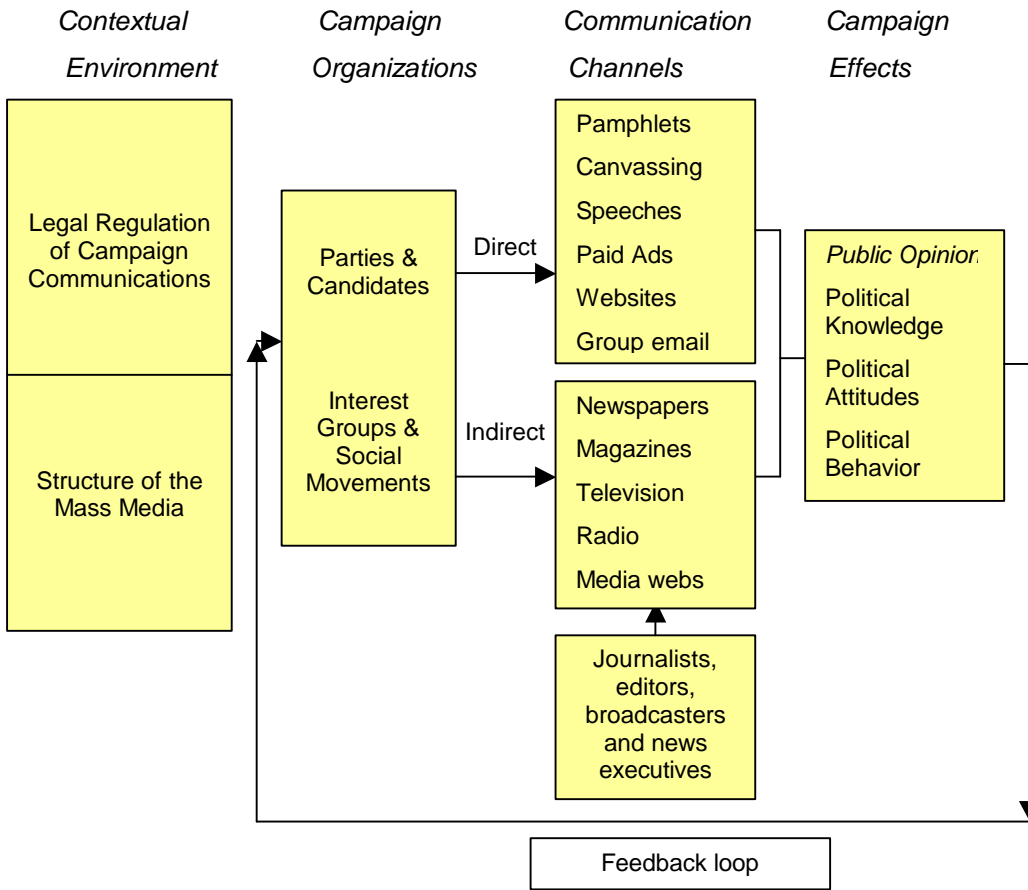 Contextual
Environment
Campaign
Organizations
Communication
Channels
Campaign
Effects
Legal Regulation
of Campaign
Communications
Structure of the
Mass Media
Parties &
Candidates
Interest
Groups &
Social
Movements
Direct
Indirect
Pamphlets
Canvassing
Speeches
Paid Ads
Websites
Group email
Newspapers
Magazines
Television
Radio
Media webs
Journalists,
editors,
broadcasters
and news
executives
Public Opinion
Political
Knowledge
Political
Attitudes
Political
Behavior
Feedback loop